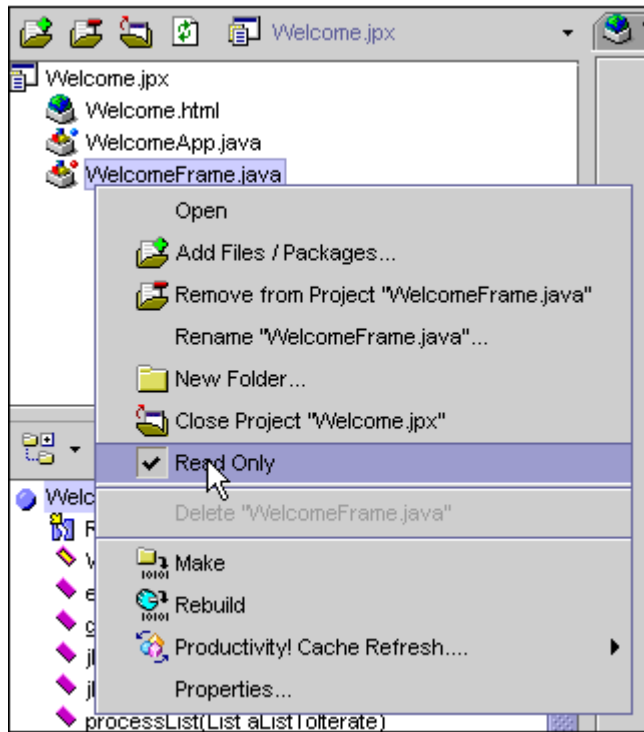 Welcome.jpx
Welcome.jpx
Welcome.html
WelcomeApp.java
WelcomeFrame.java
Open
Add Files / Packages...
Remove from Project "WelcomeFrame.java"
Rename "WelcomeFrame.java"...
New Folder...
Close Project "Welcome.jpx"
Read Only
Delete "WelcomeFrame.java"
Make
Rebuild
Productivity! Cache Refresh....
Properties...
processList(List aListToIterate)